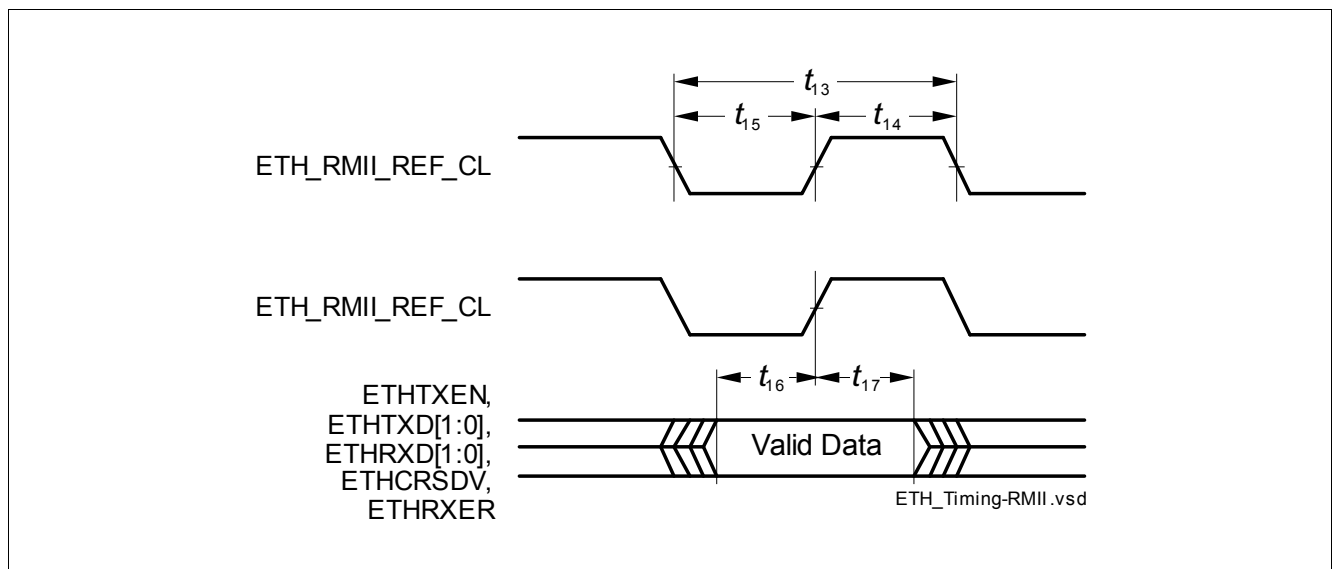 t13
t15
t14
ETH_RMII_REF_CL
ETH_RMII_REF_CL
t16
t17
ETHTXEN,
ETHTXD[1:0],
ETHRXD[1:0],
Valid Data
ETHCRSDV,
ETHRXER
ETH_Timing-RMII.vsd